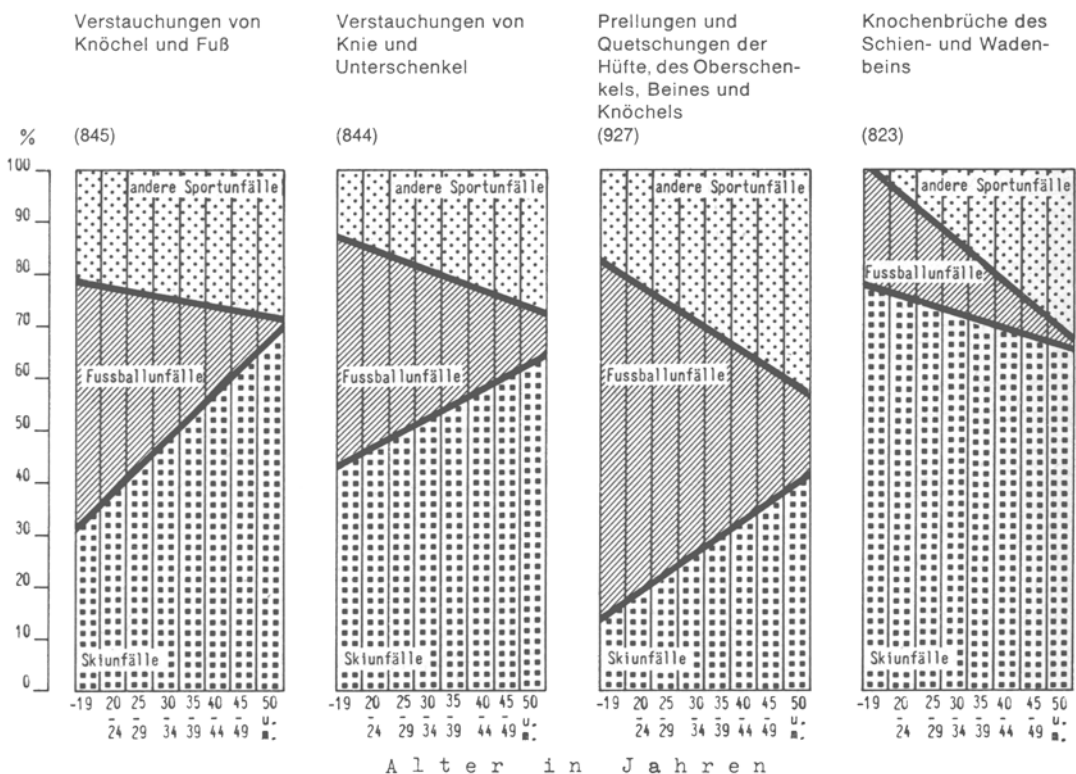 Verstauchungen von
Knöchel und Fuß
(845)
Verstauchungen von
Knie und
Unterschenkel
(844)
Prellungen und
Quetschungen der
Hüfte, des Oberschen-
kels, Beines und
Knöchels
(927)
Knochenbrüche des
Schien- und Waden-
beins
(823)
%
100
90
80
70
60
50
40
30
20
10
0
andere Sportunfälle
Fussballunfälle
Skiunfälle
andere Sportunfälle
Fussballunfälle
Skiunfälle
andere Sportunfälle
Fussballunfälle
Skiunfälle
andere Sportunfälle
Fussballunfälle
Skiunfälle
-19 20 25 30 35 40 45 50
- - - - - - u.
24 29 34 39 44 49 m.
-19 20 25 30 35 40 45 50
- - - - - - u.
24 29 34 39 44 49 m.
-19 20 25 30 35 40 45 50
- - - - - - u.
24 29 34 39 44 49 m.
-19 20 25 30 35 40 45 50
- - - - - - u.
24 29 34 39 44 49 m.
Alter in Jahren